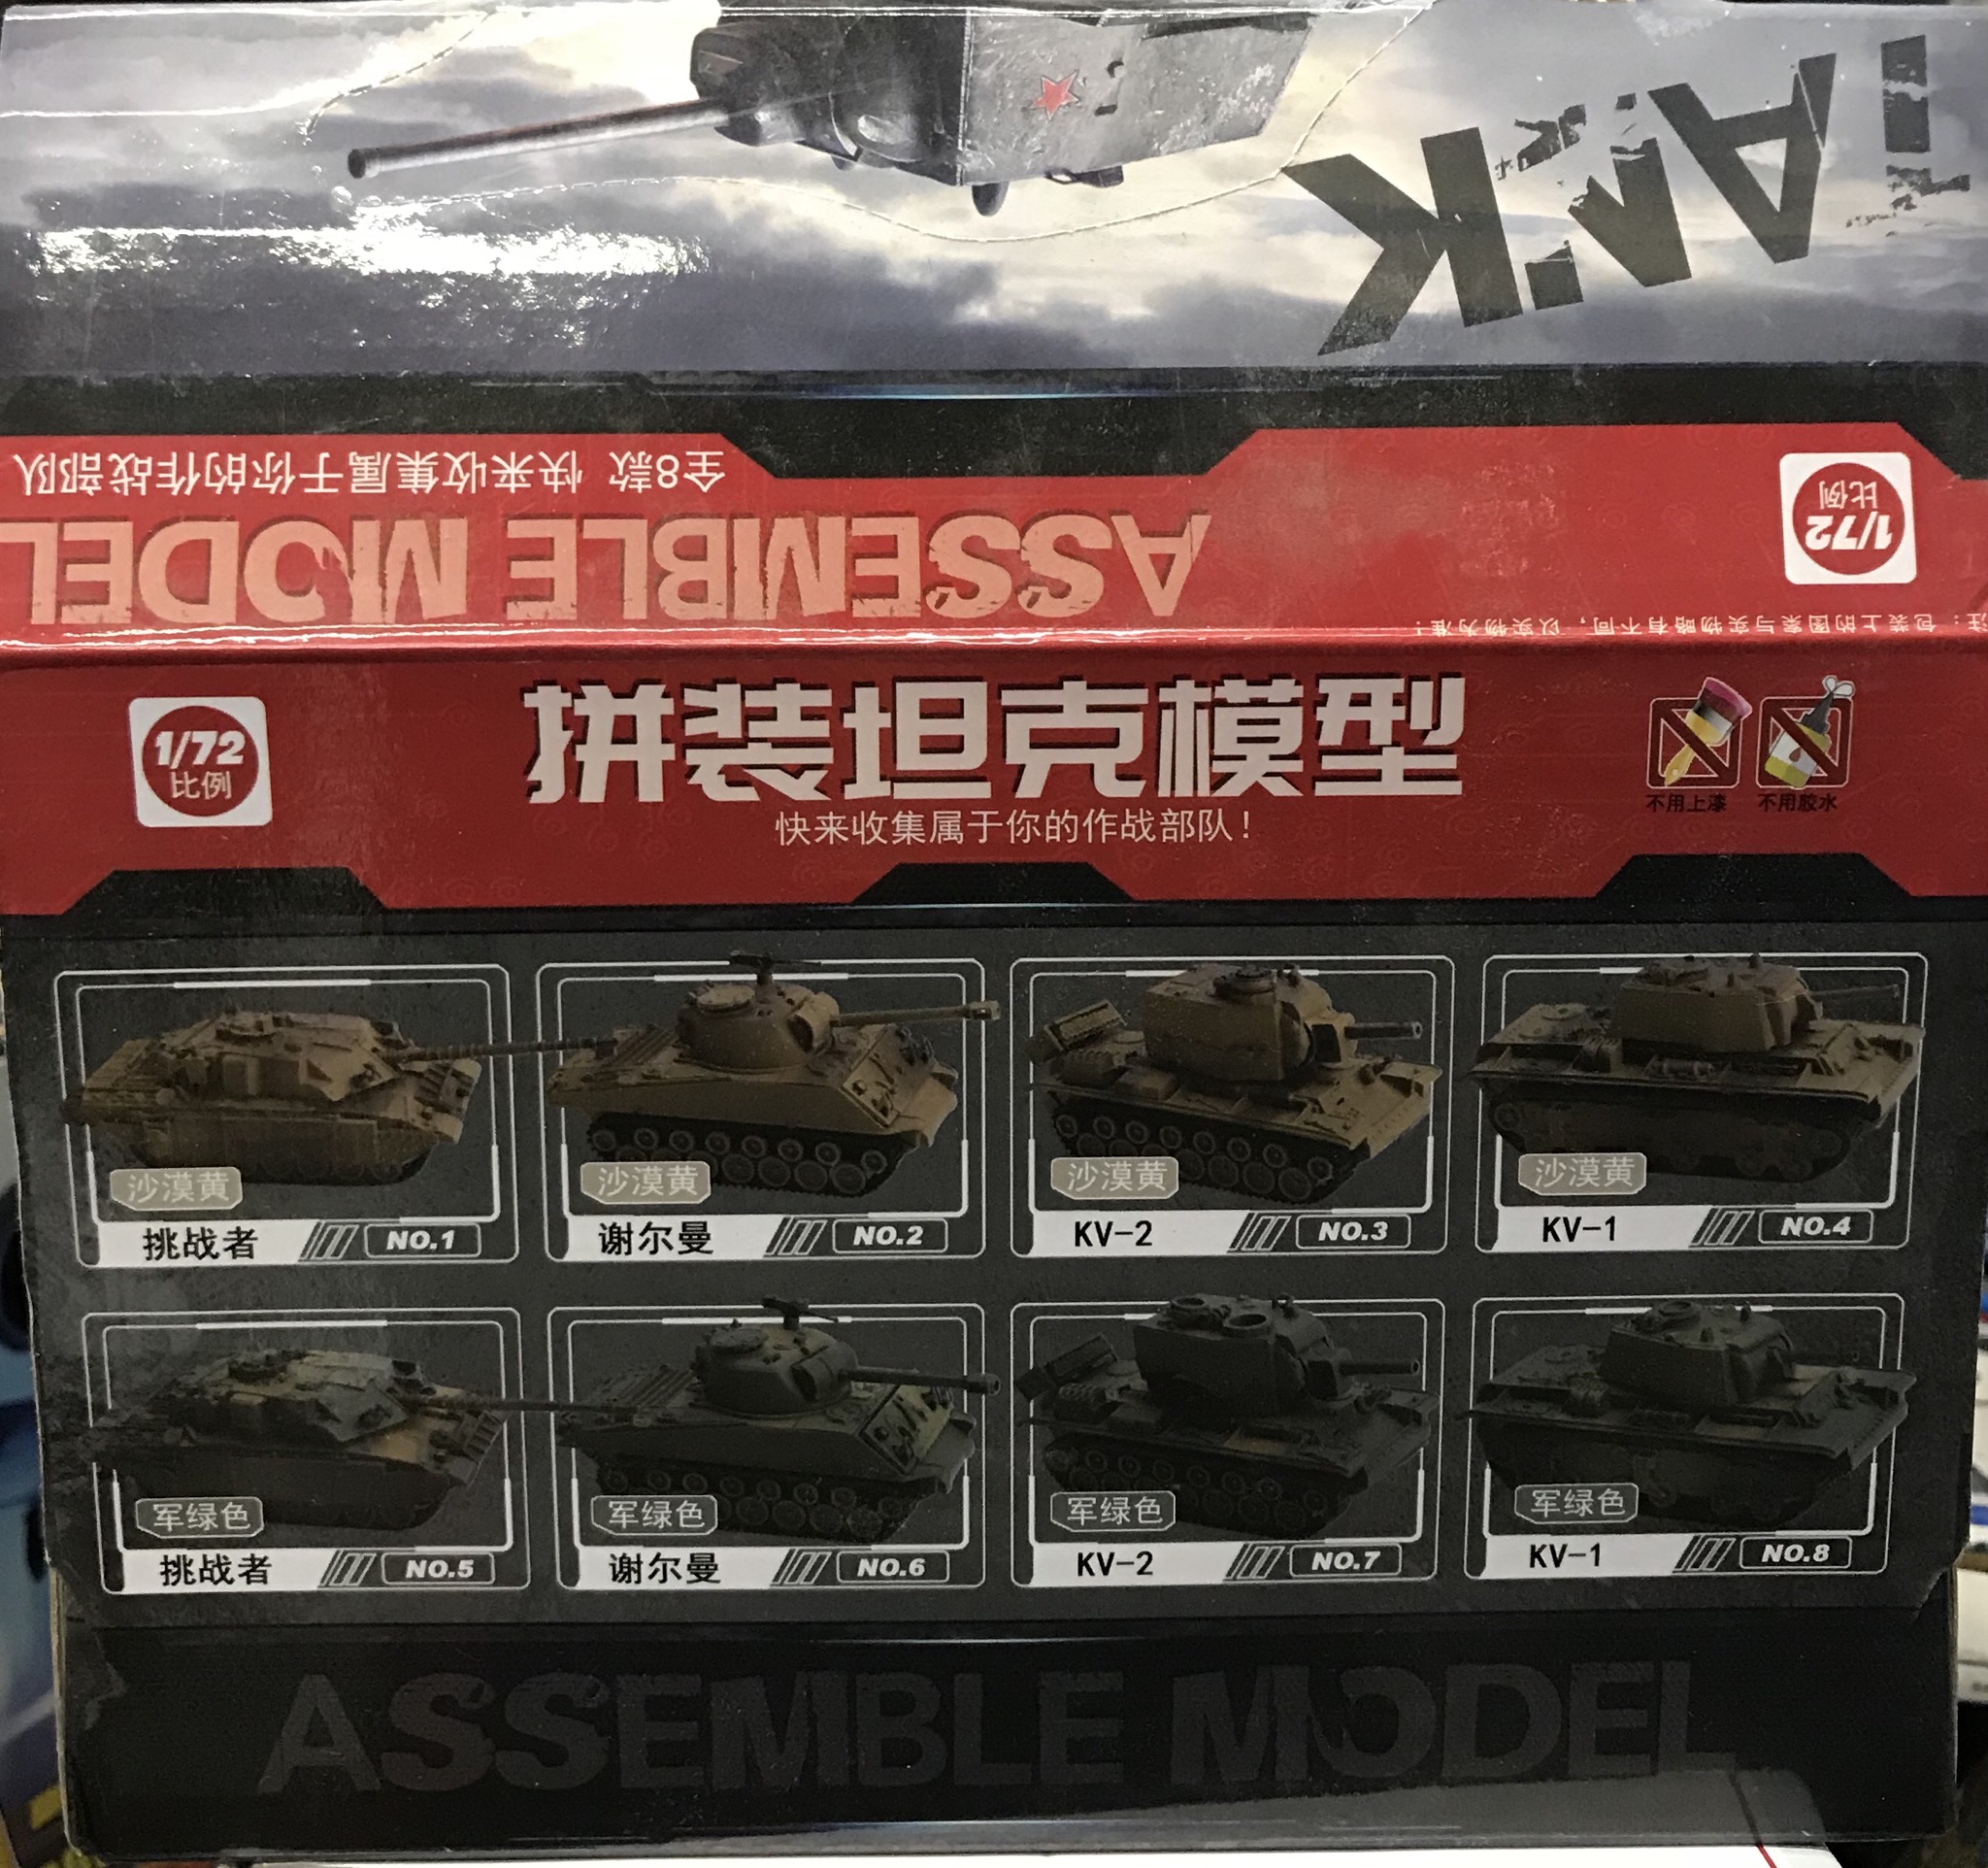 TANK
全8款 快来收集属于你的作战部队
ASSEMBLE MODEL
1/72
比例
注：包装上的图案与实物略有不同，以实物为准！
1/72
比例
拼装坦克模型
快来收集属于你的作战部队！
不用上漆
不用胶水
沙漠黄
挑战者 NO.1
沙漠黄
谢尔曼 NO.2
沙漠黄
KV-2 NO.3
沙漠黄
KV-1 NO.4
军绿色
挑战者 NO.5
军绿色
谢尔曼 NO.6
军绿色
KV-2 NO.7
军绿色
KV-1 NO.8
ASSEMBLE MODEL